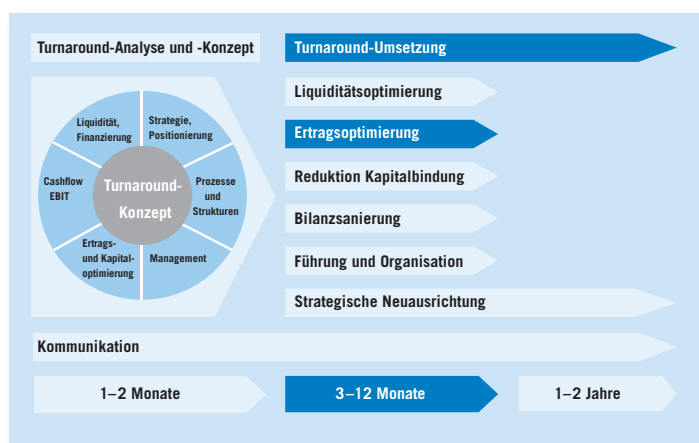 Turnaround-Analyse und -Konzept
Liquidität,
Finanzierung
Strategie,
Positionierung
Cashflow
EBIT
Turnaround-
Konzept
Prozesse
und
Strukturen
Ertrags-
und Kapital-
optimierung
Management
Turnaround-Umsetzung
Liquiditätsoptimierung
Ertragsoptimierung
Reduktion Kapitalbindung
Bilanzsanierung
Führung und Organisation
Strategische Neuausrichtung
Kommunikation
1–2 Monate
3–12 Monate
1–2 Jahre